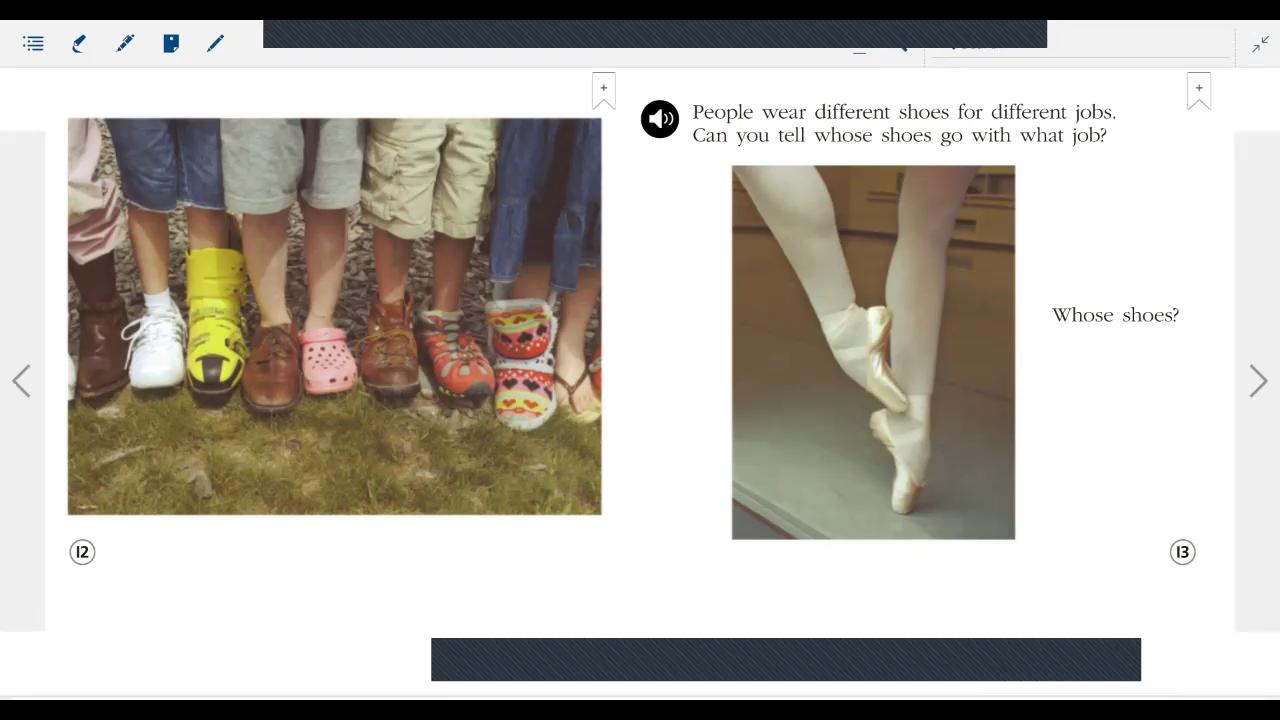 People wear different shoes for different jobs.
Can you tell whose shoes go with what job?
Whose shoes?
12
13